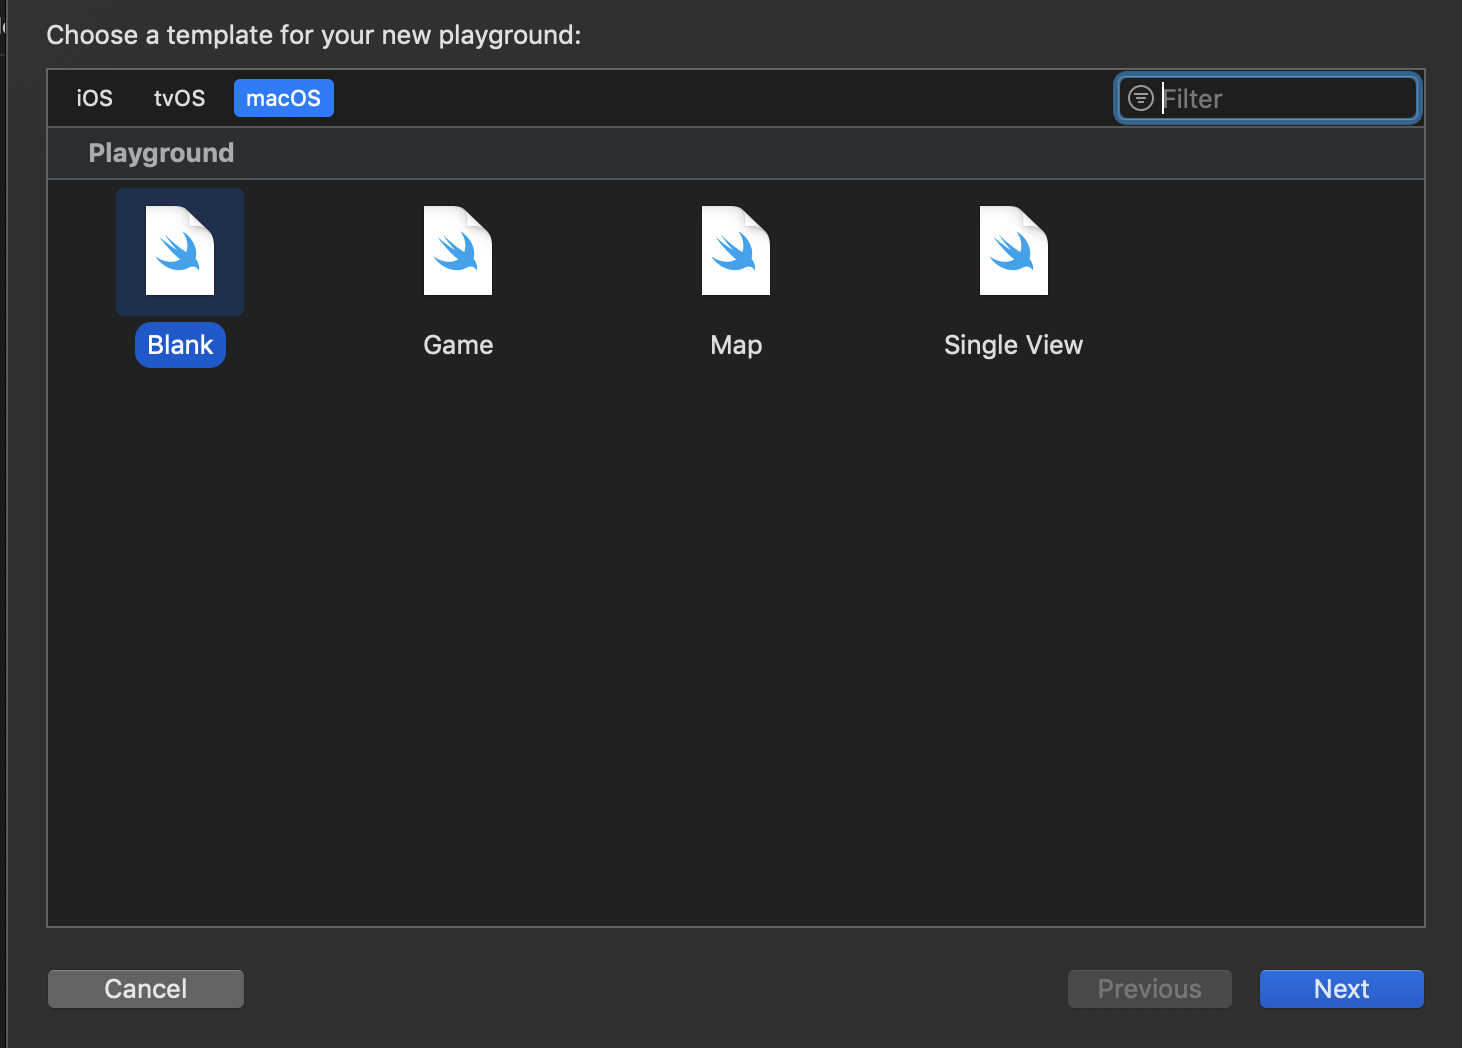 Choose a template for your new playground:
iOS tvOS macOS Filter
Playground
Blank Game Map Single View
Cancel Previous Next